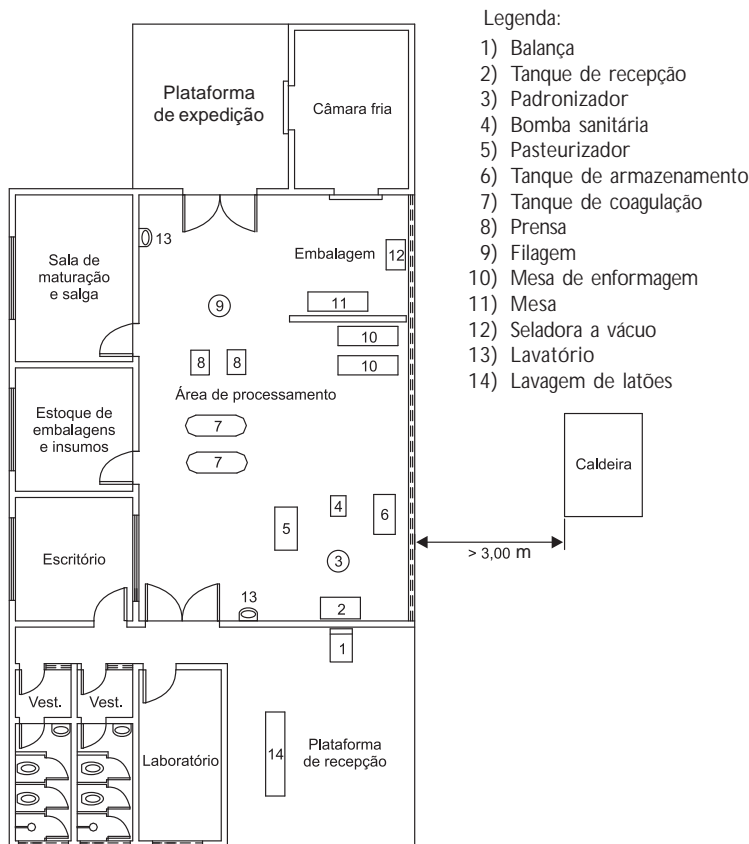 Legenda:
1) Balança
2) Tanque de recepção
3) Padronizador
4) Bomba sanitária
5) Pasteurizador
6) Tanque de armazenamento
7) Tanque de coagulação
8) Prensa
9) Filagem
10) Mesa de enformagem
11) Mesa
12) Seladora a vácuo
13) Lavatório
14) Lavagem de latões
Plataforma
de expedição
Câmara fria
Sala de
maturação
e salga
13
Embalagem
12
9
11
10
8
8
10
Área de processamento
Estoque de
embalagens
e insumos
7
7
Caldeira
4
6
5
> 3,00 m
Escritório
3
13
2
1
Vest.
Vest.
Laboratório
14
Plataforma
de recepção